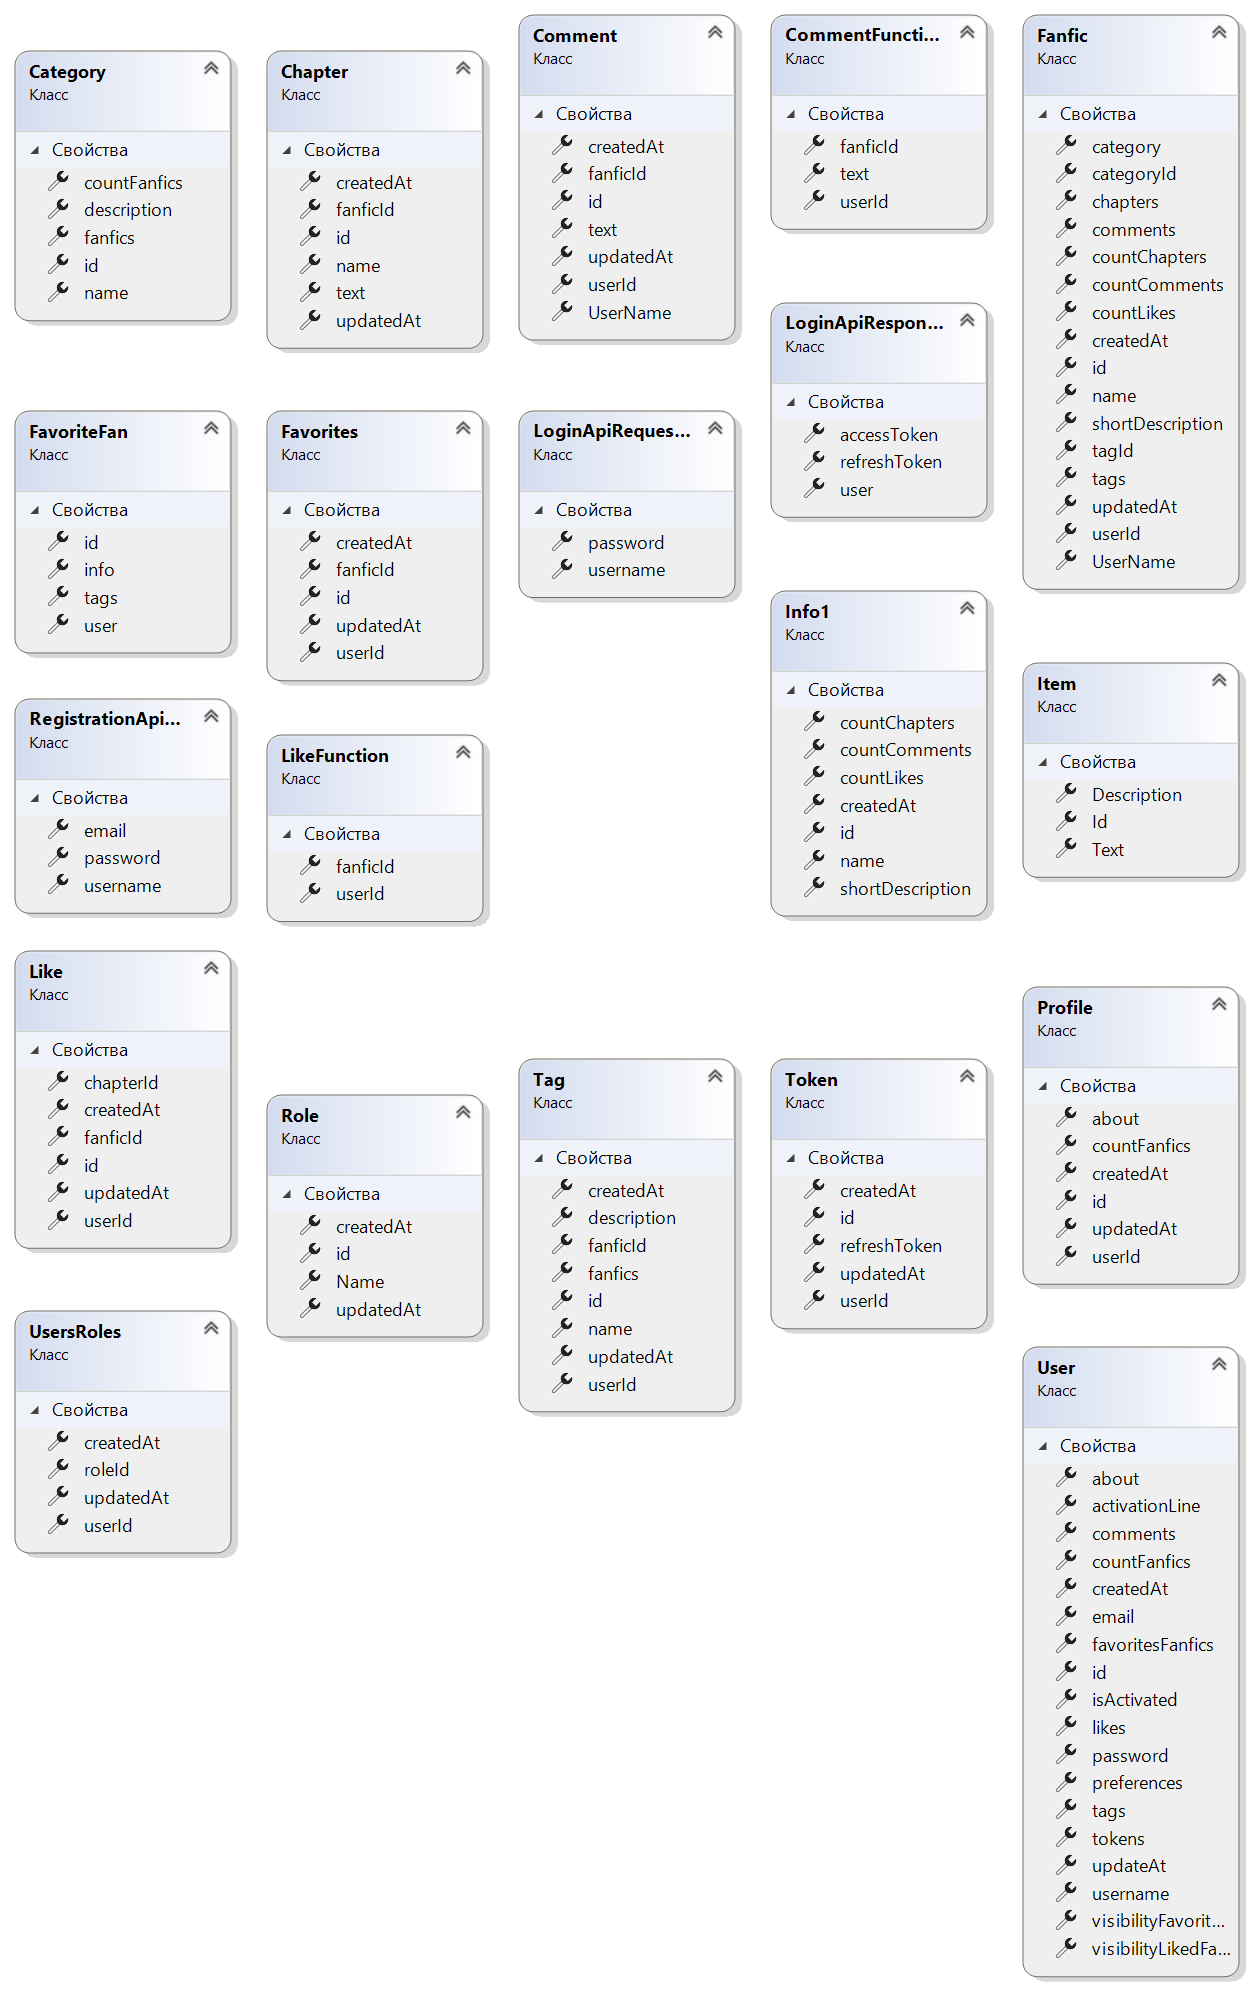 Category
Класс
Свойства
countFanfics
description
fanfics
id
name
Chapter
Класс
Свойства
createdAt
fanficId
id
name
text
updatedAt
Comment
Класс
Свойства
createdAt
fanficId
id
text
updatedAt
userId
UserName
CommentFuncti...
Класс
Свойства
fanficId
text
userId
Fanfic
Класс
Свойства
category
categoryId
chapters
comments
countChapters
countComments
countLikes
createdAt
id
name
shortDescription
tagId
tags
updatedAt
userId
UserName
LoginApiRespon...
Класс
Свойства
accessToken
refreshToken
user
FavoriteFan
Класс
Свойства
id
info
tags
user
Favorites
Класс
Свойства
createdAt
fanficId
id
updatedAt
userId
LoginApiReques...
Класс
Свойства
password
username
Info1
Класс
Свойства
countChapters
countComments
countLikes
createdAt
id
name
shortDescription
Item
Класс
Свойства
Description
Id
Text
RegistrationApi...
Класс
Свойства
email
password
username
LikeFunction
Класс
Свойства
fanficId
userId
Like
Класс
Свойства
chapterId
createdAt
fanficId
id
updatedAt
userId
Role
Класс
Свойства
createdAt
id
Name
updatedAt
Tag
Класс
Свойства
createdAt
description
fanficId
fanfics
id
name
updatedAt
userId
Token
Класс
Свойства
createdAt
id
refreshToken
updatedAt
userId
Profile
Класс
Свойства
about
countFanfics
createdAt
id
updatedAt
userId
UsersRoles
Класс
Свойства
createdAt
roleId
updatedAt
userId
User
Класс
Свойства
about
activationLine
comments
countFanfics
createdAt
email
favoritesFanfics
id
isActivated
likes
password
preferences
tags
tokens
updateAt
username
visibilityFavorit...
visibilityLikedFa...